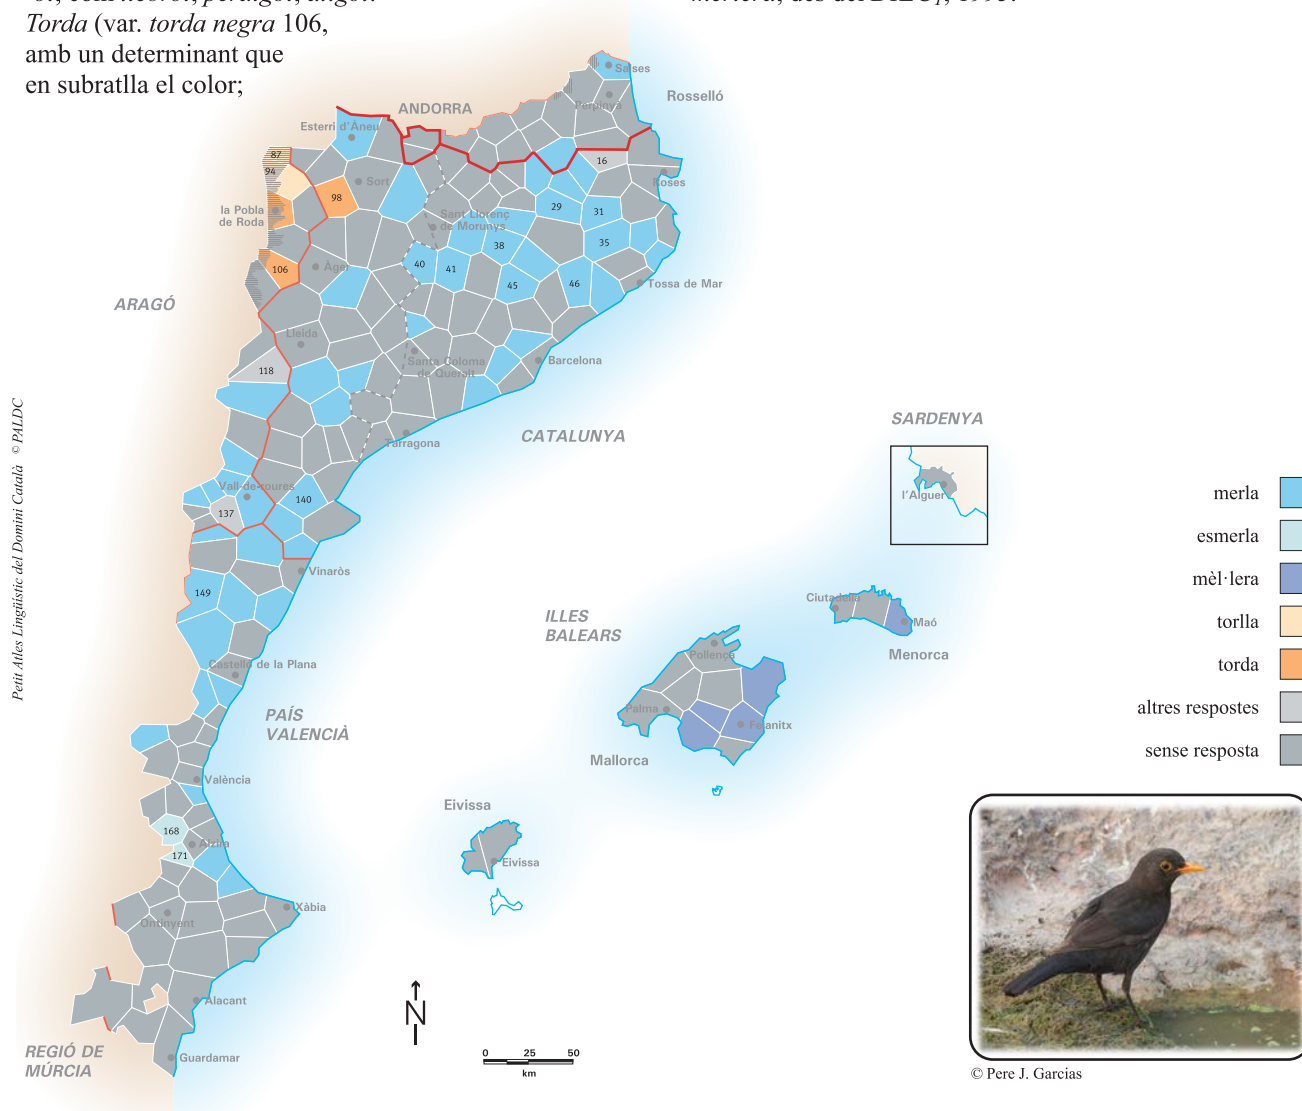 -ot, com
Torda (var. torda negra 106,
amb un determinant que
en subratlla el color;
Salses
Perpinyà
Rosselló
ANDORRA
Esterri d'Àneu
87
94
16
Sort
Roses
98
la Pobla
de Roda
29
31
Sant Llorenç
de Morunys
38
35
40
41
106
Àger
45
46
Tossa de Mar
ARAGÓ
Lleida
Santa Coloma
de Queralt
Barcelona
118
SARDENYA
CATALUNYA
Tarragona
l'Alguer
Vall-de-roures
140
137
Petit Atles Lingüístic del Domini Català © PALDC
merla
esmerla
mèl·lera
torlla
torda
altres respostes
sense resposta
Vinaròs
149
ILLES
BALEARS
Ciutadella
Maó
Menorca
Pollença
Castelló de la Plana
Palma
Felanitx
PAÍS
VALENCIÀ
Mallorca
València
Eivissa
168
Alzira
171
Eivissa
Xàbia
Ontinyent
Alacant
N
REGIÓ DE
MÚRCIA
Guardamar
0 25 50
km
© Pere J. Garcias